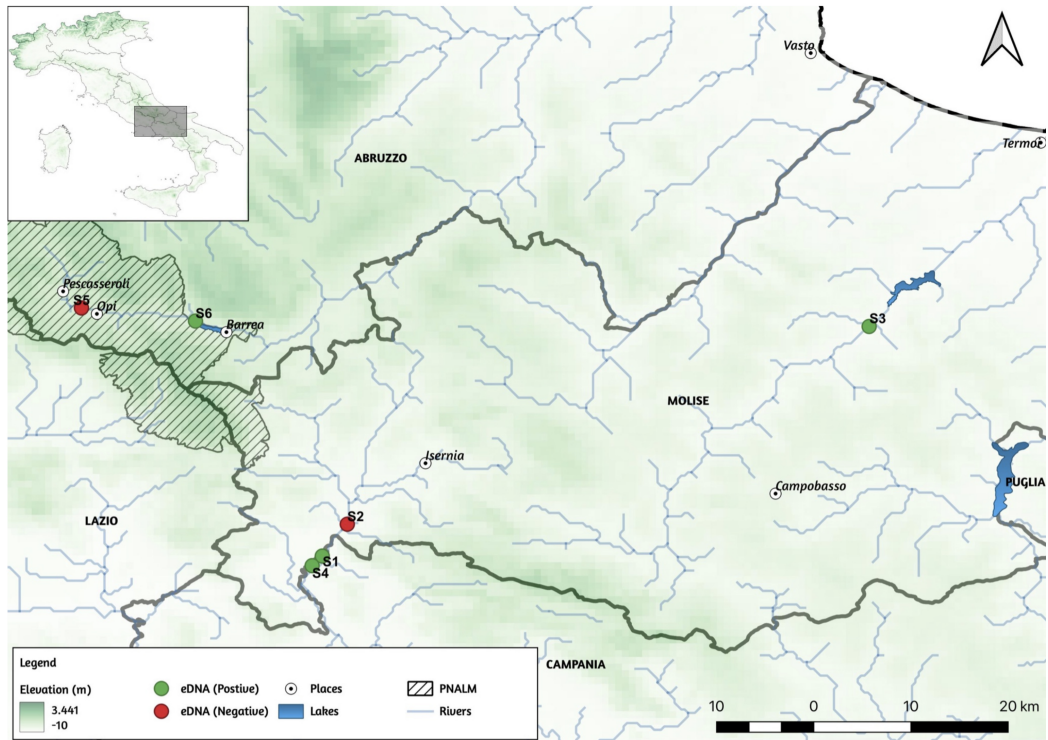 Vasto
Termol
ABRUZZO
Pescasseroli
S5
Opi
S6
Barrea
S3
MOLISE
Isernia
Campobasso
PUGLIA
LAZIO
S2
S1
S4
CAMPANIA
Legend
Elevation (m)
3.441
-10
eDNA (Postive)
eDNA (Negative)
Places
Lakes
PNALM
Rivers
10 0 10 20 km